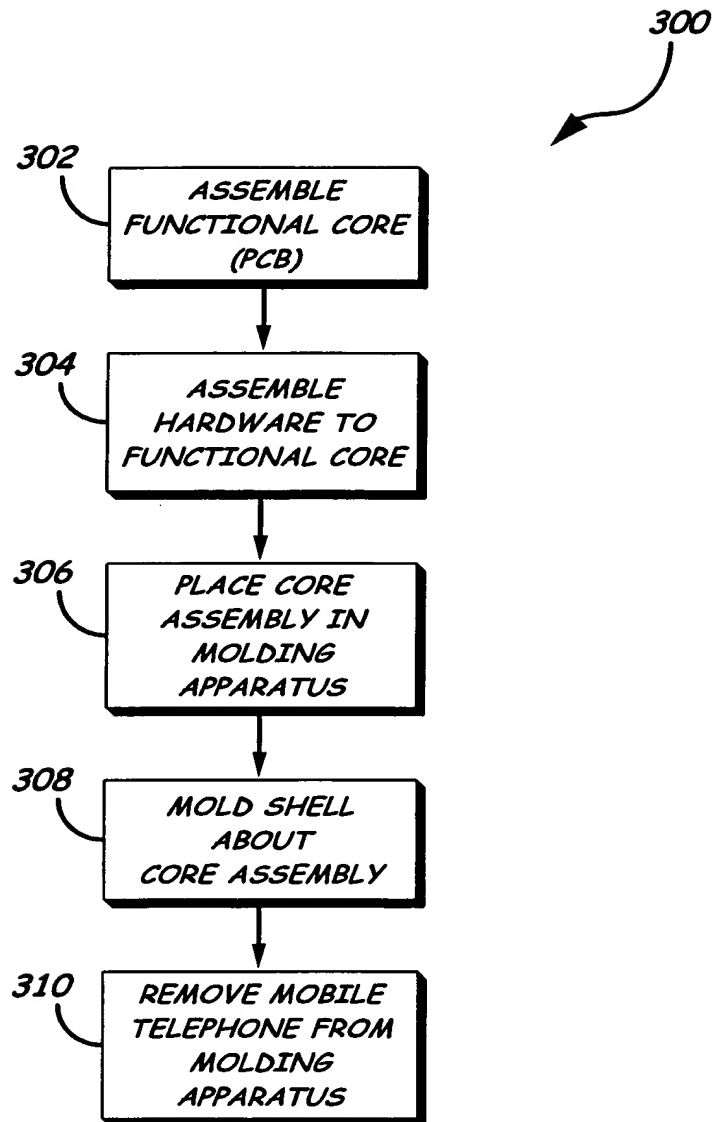 300
302
ASSEMBLE
FUNCTIONAL CORE
(PCB)
304
ASSEMBLE
HARDWARE TO
FUNCTIONAL CORE
306
PLACE CORE
ASSEMBLY IN
MOLDING
APPARATUS
308
MOLD SHELL
ABOUT
CORE ASSEMBLY
310
REMOVE MOBILE
TELEPHONE FROM
MOLDING
APPARATUS